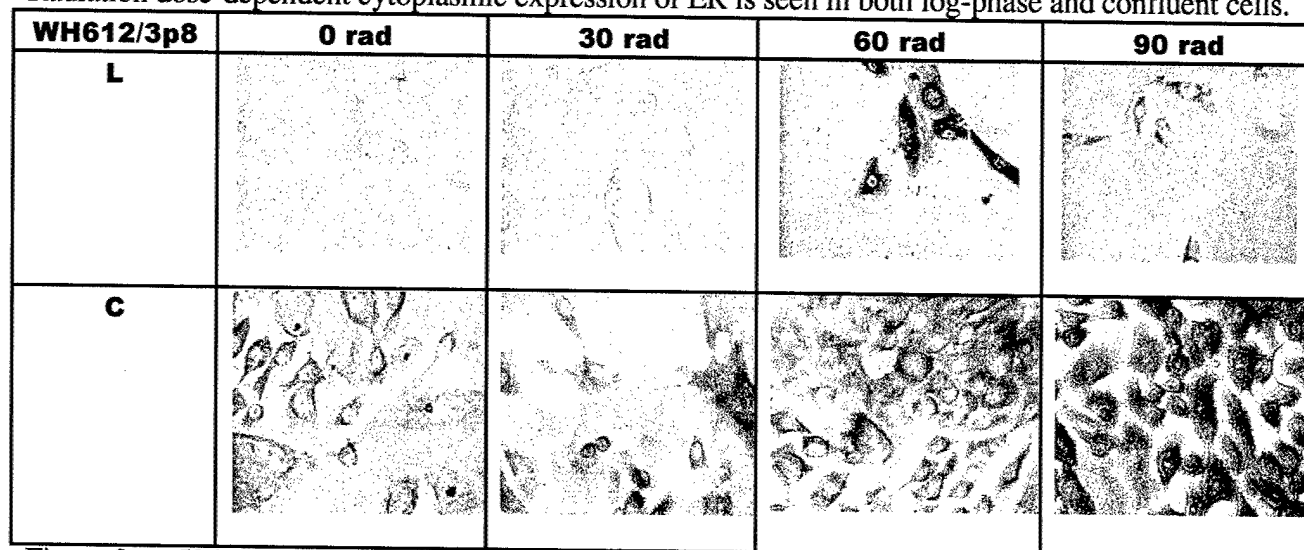 dose-dependent cytoplasmic expression of ER is seen in both log-phase and confluent cells.
WH612/3p8 0 rad 30 rad 60 rad 90 rad
L
C